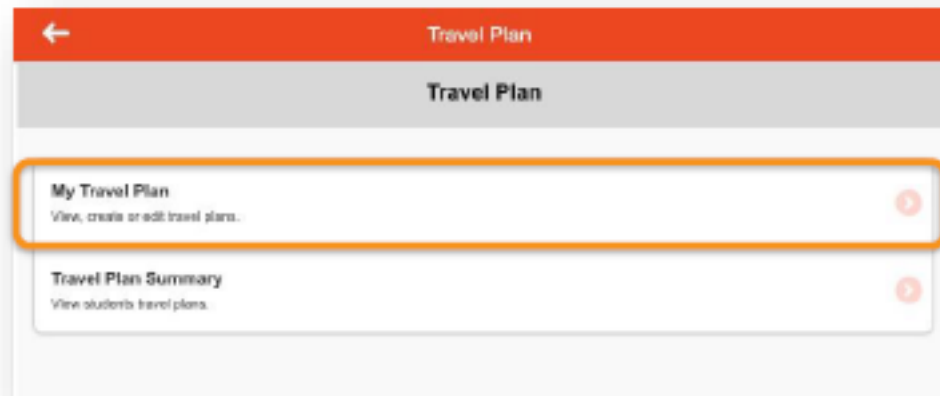 Travel Plan
Travel Plan
My Travel Plan
View, create or edit travel plans.
Travel Plan Summary
View students travel plans.